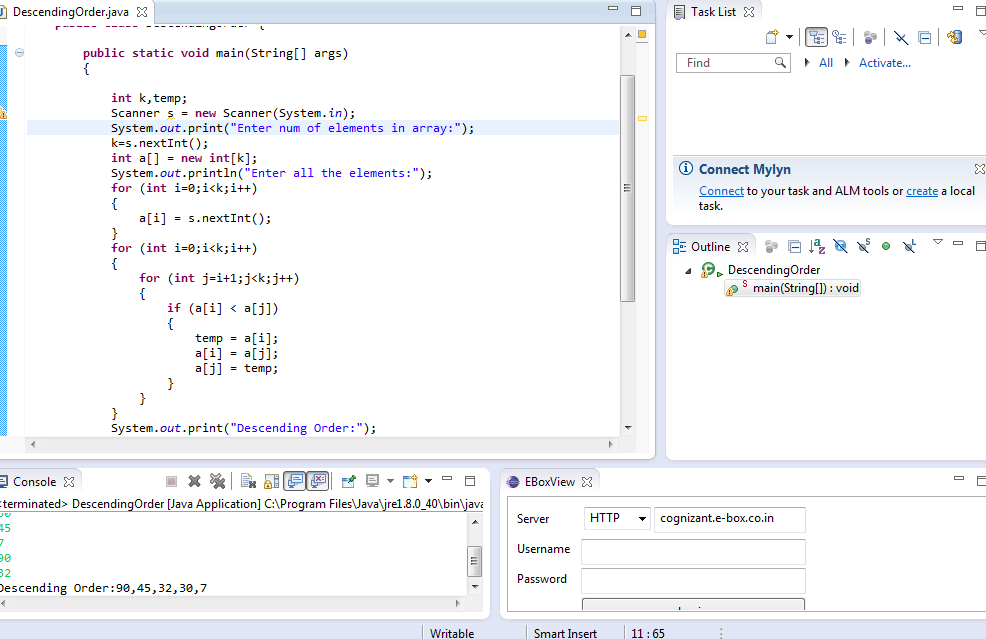 DescendingOrder.java
public static void main(String[] args)
{
int k,temp;
Scanner s = new Scanner(System.in);
System.out.print("Enter num of elements in array:");
k=s.nextInt();
int a[] = new int[k];
System.out.println("Enter all the elements:");
for (int i=0;i<k;i++)
{
a[i] = s.nextInt();
}
for (int i=0;i<k;i++)
{
for (int j=i+1;j<k;j++)
{
if (a[i] < a[j])
{
temp = a[i];
a[i] = a[j];
a[j] = temp;
}
}
}
System.out.print("Descending Order:");
Task List
Find
All
Activate...
Connect Mylyn
Connect to your task and ALM tools or create a local
task.
Outline
DescendingOrder
main(String[]) : void
Console
<terminated> DescendingOrder [Java Application] C:\Program Files\Java\jre1.8.0_40\bin\java
45
7
90
32
Descending Order:90,45,32,30,7
EBoxView
Server HTTP cognizant.e-box.co.in
Username
Password
Writable Smart Insert 11 : 65